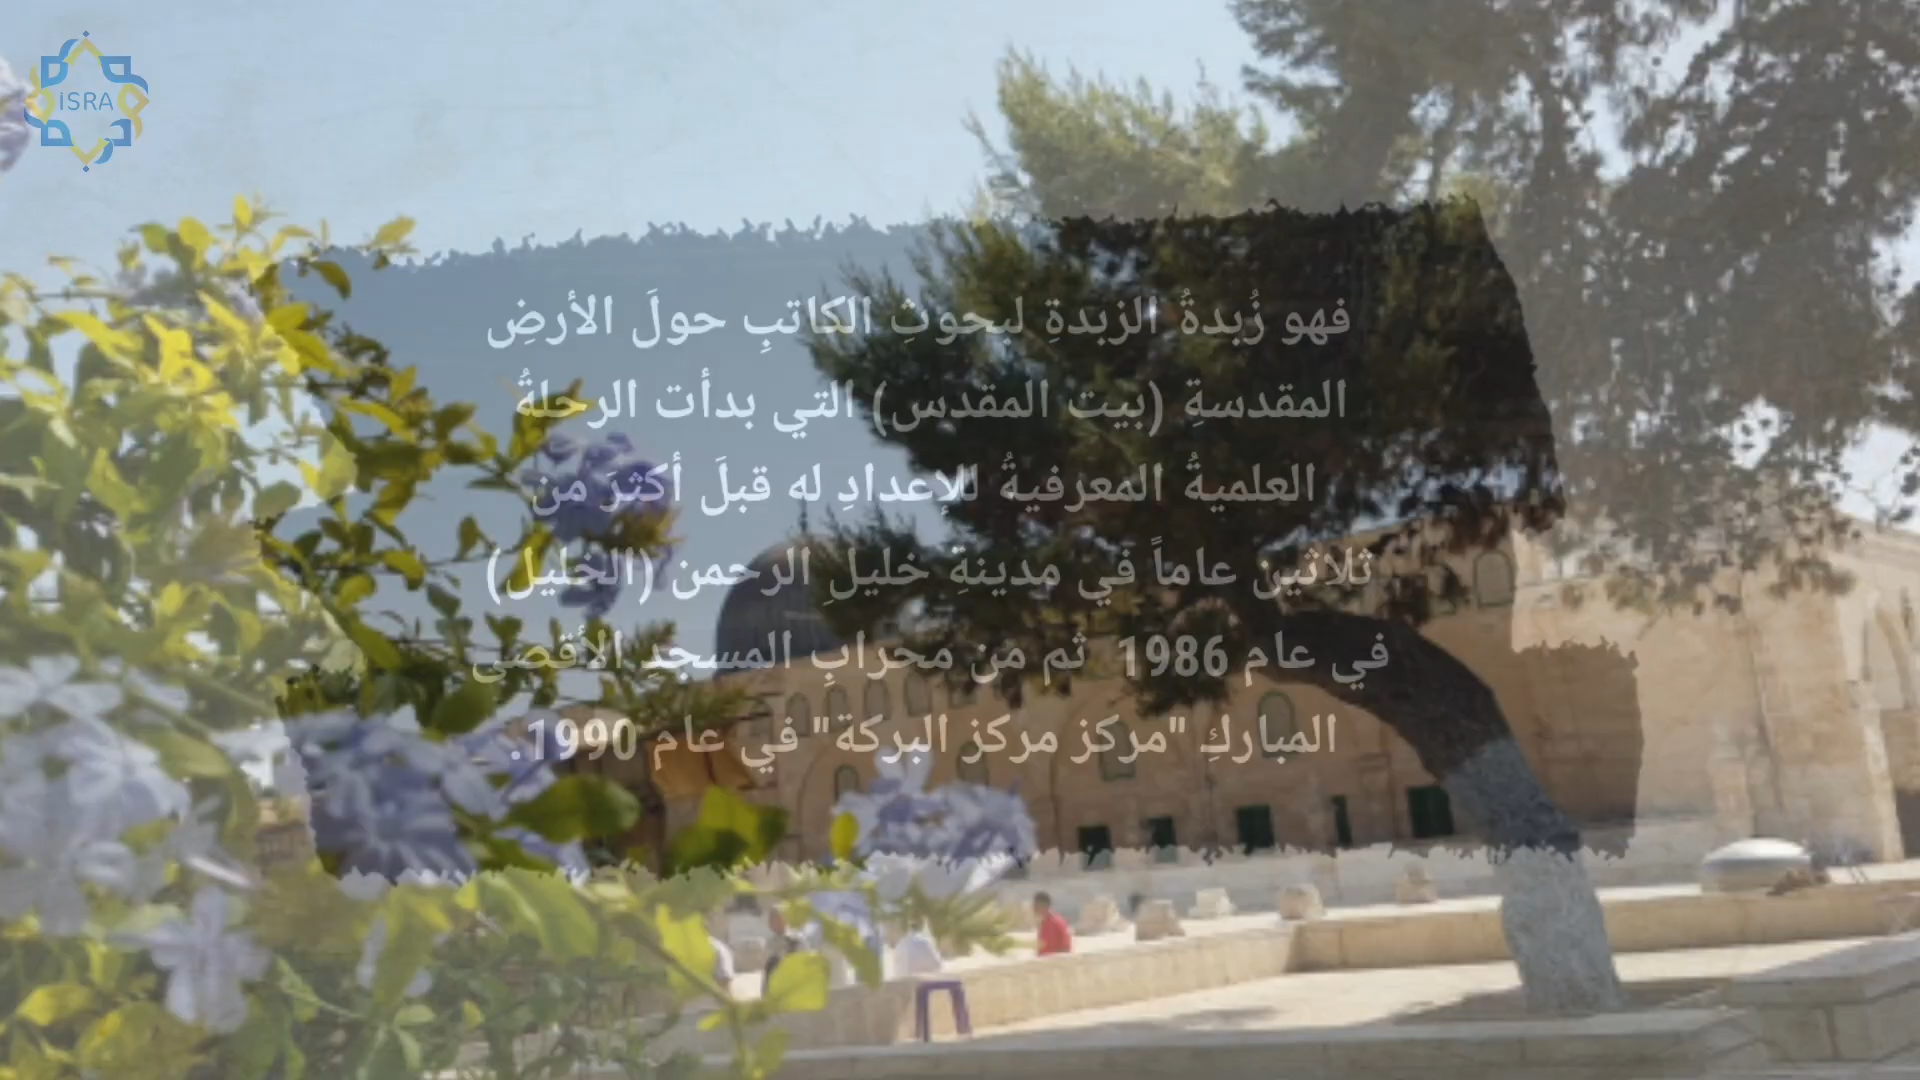 ISRA
فهو زُبدةُ الزبدةِ لبحوثِ الكاتبِ حولَ الأرضِ
المقدسةِ (بيت المقدس) التي بدأت الرحلةُ
العلميةُ المعرفيةُ للإعدادِ له قبلَ أكثرَ من
ثلاثين عاماً في مدينةِ خليلِ الرحمن (الخليل)
في عام 1986 ثم من محرابِ المسجدِ الأقصى
المباركِ "مركز مركز البركة" في عام 1990.